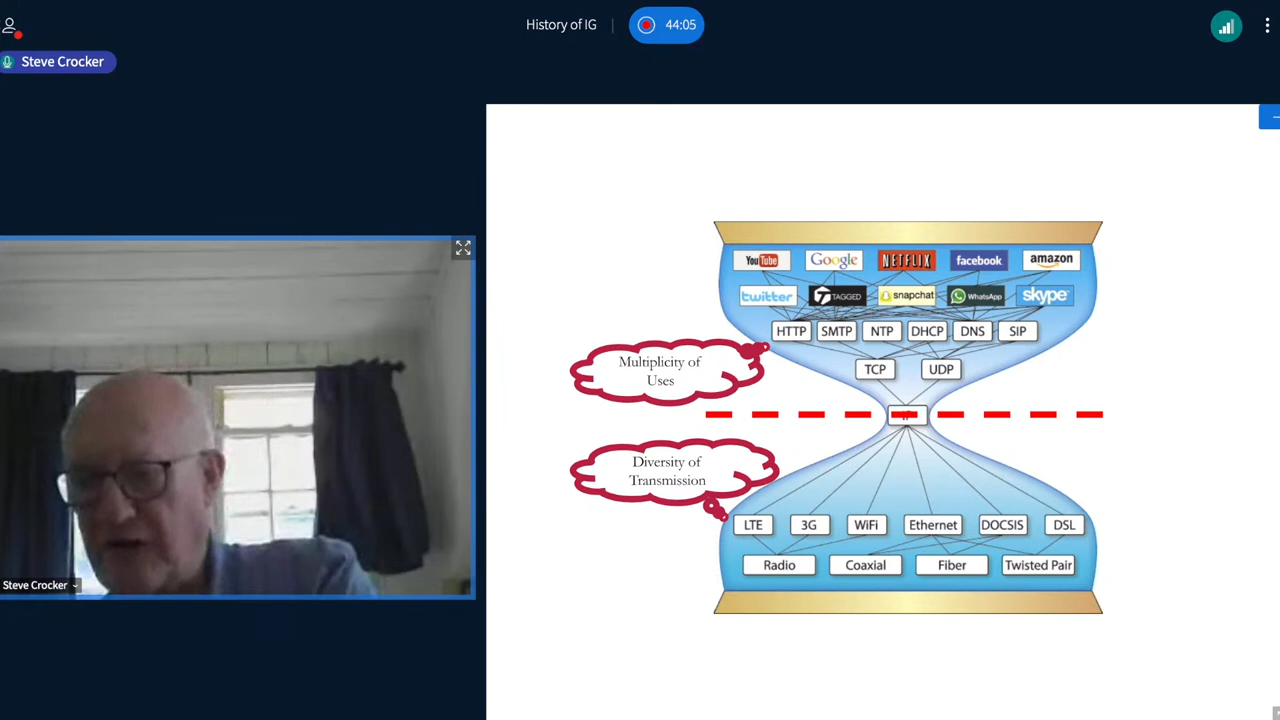 History of IG
44:05
Steve Crocker
YouTube Google NETFLIX facebook amazon
twitter TAGGED snapchat WhatsApp skype
HTTP SMTP NTP DHCP DNS SIP
Multiplicity of
Uses
TCP UDP
Diversity of
Transmission
LTE 3G WiFi Ethernet DOCSIS DSL
Radio Coaxial Fiber Twisted Pair
Steve Crocker